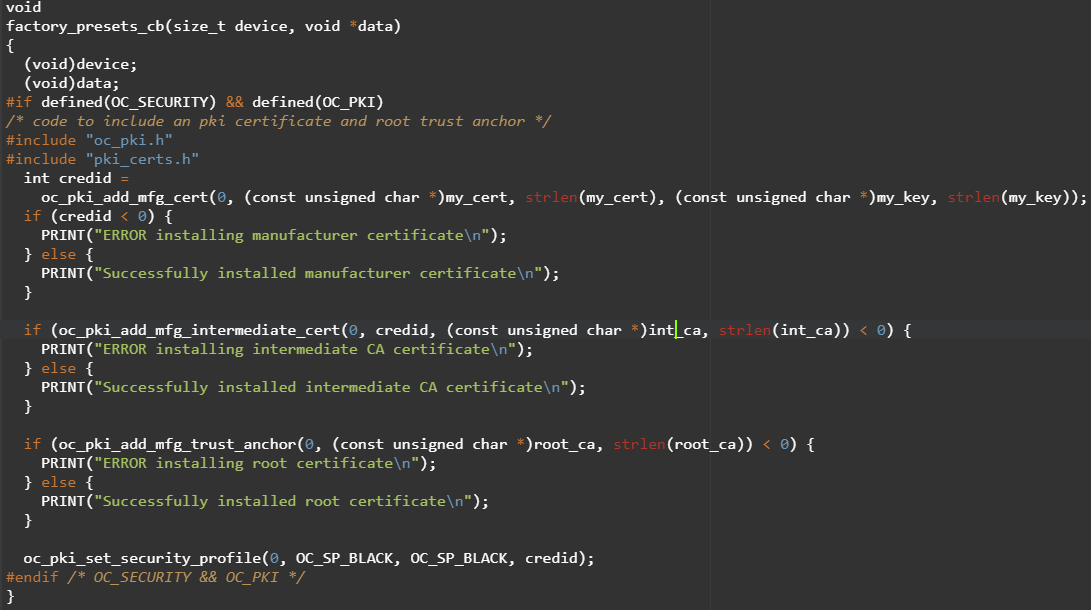 void
factory_presets_cb(size_t device, void *data)
{
  (void)device;
  (void)data;
#if defined(OC_SECURITY) && defined(OC_PKI)
/* code to include an pki certificate and root trust anchor */
#include "oc_pki.h"
#include "pki_certs.h"
  int credid =
    oc_pki_add_mfg_cert(0, (const unsigned char *)my_cert, strlen(my_cert), (const unsigned char *)my_key, strlen(my_key));
  if (credid < 0) {
    PRINT("ERROR installing manufacturer certificate\n");
  } else {
    PRINT("Successfully installed manufacturer certificate\n");
  }

  if (oc_pki_add_mfg_intermediate_cert(0, credid, (const unsigned char *)int_ca, strlen(int_ca)) < 0) {
    PRINT("ERROR installing intermediate CA certificate\n");
  } else {
    PRINT("Successfully installed intermediate CA certificate\n");
  }

  if (oc_pki_add_mfg_trust_anchor(0, (const unsigned char *)root_ca, strlen(root_ca)) < 0) {
    PRINT("ERROR installing root certificate\n");
  } else {
    PRINT("Successfully installed root certificate\n");
  }

  oc_pki_set_security_profile(0, OC_SP_BLACK, OC_SP_BLACK, credid);
#endif /* OC_SECURITY && OC_PKI */
}